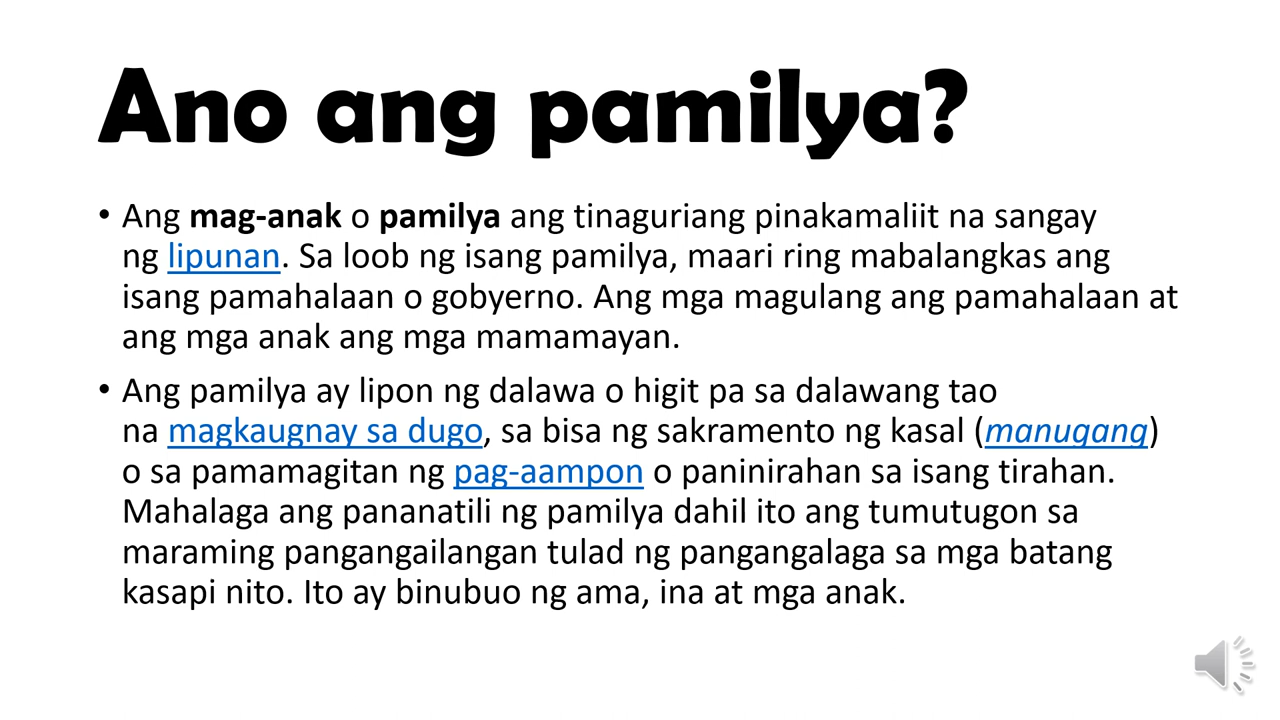 Ano ang pamilya?
• Ang mag-anak o pamilya ang tinaguriang pinakamaliit na sangay
ng lipunan. Sa loob ng isang pamilya, maari ring mabalangkas ang
isang pamahalaan o gobyerno. Ang mga magulang ang pamahalaan at
ang mga anak ang mga mamamayan.
• Ang pamilya ay lipon ng dalawa o higit pa sa dalawang tao
na magkaugnay sa dugo, sa bisa ng sakramento ng kasal (manugang)
o sa pamamagitan ng pag-aampon o paninirahan sa isang tirahan.
Mahalaga ang pananatili ng pamilya dahil ito ang tumutugon sa
maraming pangangailangan tulad ng pangangalaga sa mga batang
kasapi nito. Ito ay binubuo ng ama, ina at mga anak.